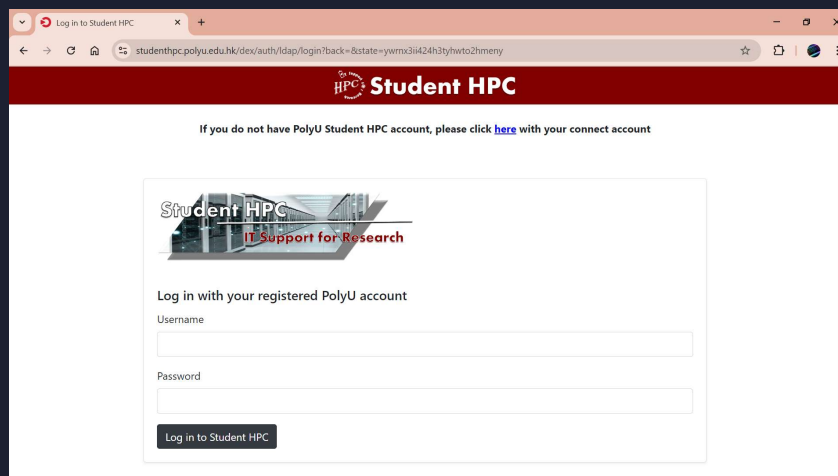 Log in to Student HPC
studenthpc.polyu.edu.hk/dex/auth/ldap/login?back=&state=ywrnx3ii424h3tyhwto2hmeny
HPC Student HPC
If you do not have PolyU Student HPC account, please click here with your connect account
Student HPC
IT Support for Research
Log in with your registered PolyU account
Username
Password
Log in to Student HPC